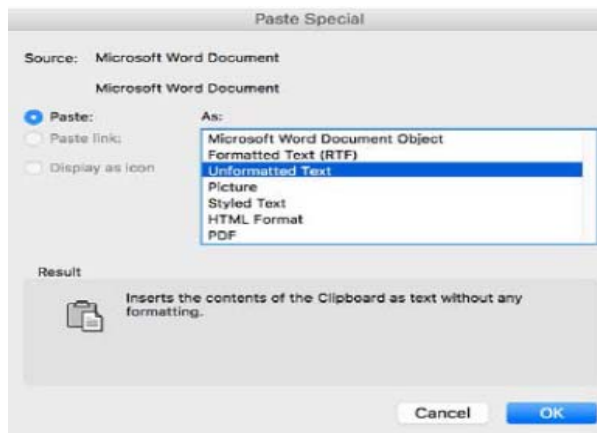 Paste Special
Source: Microsoft Word Document
Microsoft Word Document
Paste: As:
Paste link:
Display as icon
Microsoft Word Document Object
Formatted Text (RTF)
Unformatted Text
Picture
Styled Text
HTML Format
PDF
Result
Inserts the contents of the Clipboard as text without any
formatting.
Cancel OK